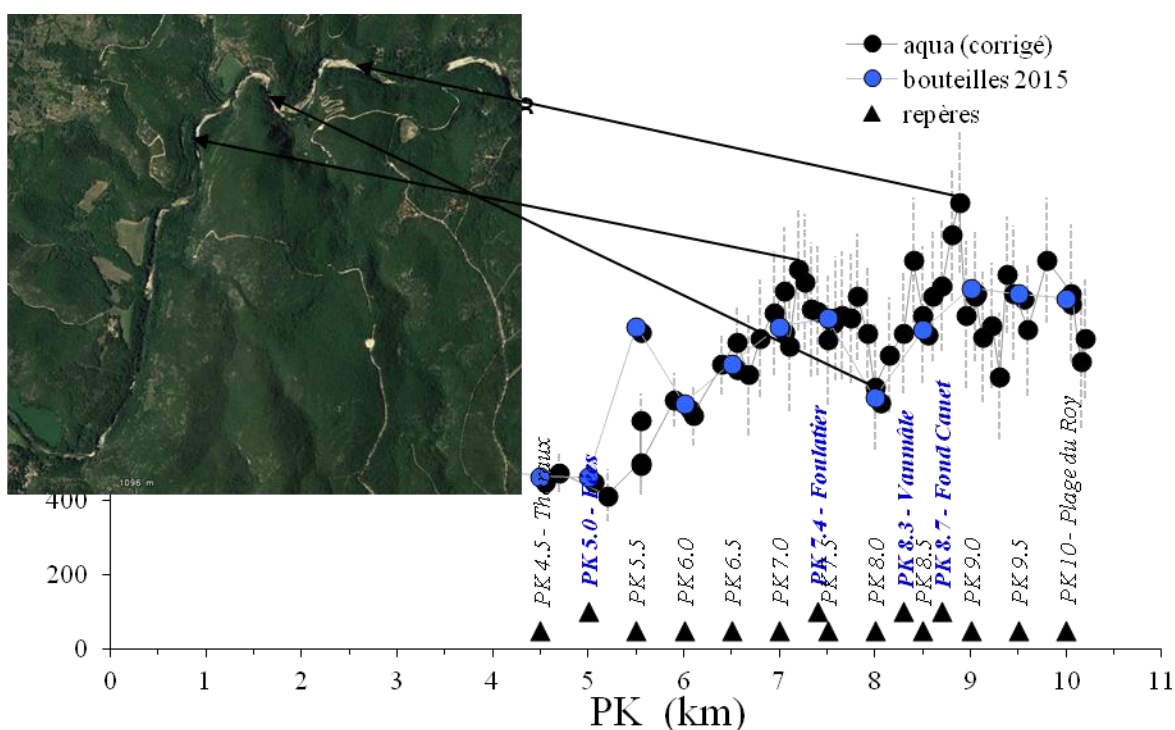 aqua (corrigé)
bouteilles 2015
repères
R
1096 m
400
200
0
PK 4.5 - Th
PK 5.0 -
PK 5.5
PK 6.0
PK 6.5
PK 7.0
PK 7.4 - Foulatier
PK 7.5
PK 8.0
PK 8.3 - Vanmâle
PK 8.5
PK 8.7 - Fond Canet
PK 9.0
PK 9.5
PK 10 - Plage du Roy
0 1 2 3 4 5 6 7 8 9 10 11
PK (km)